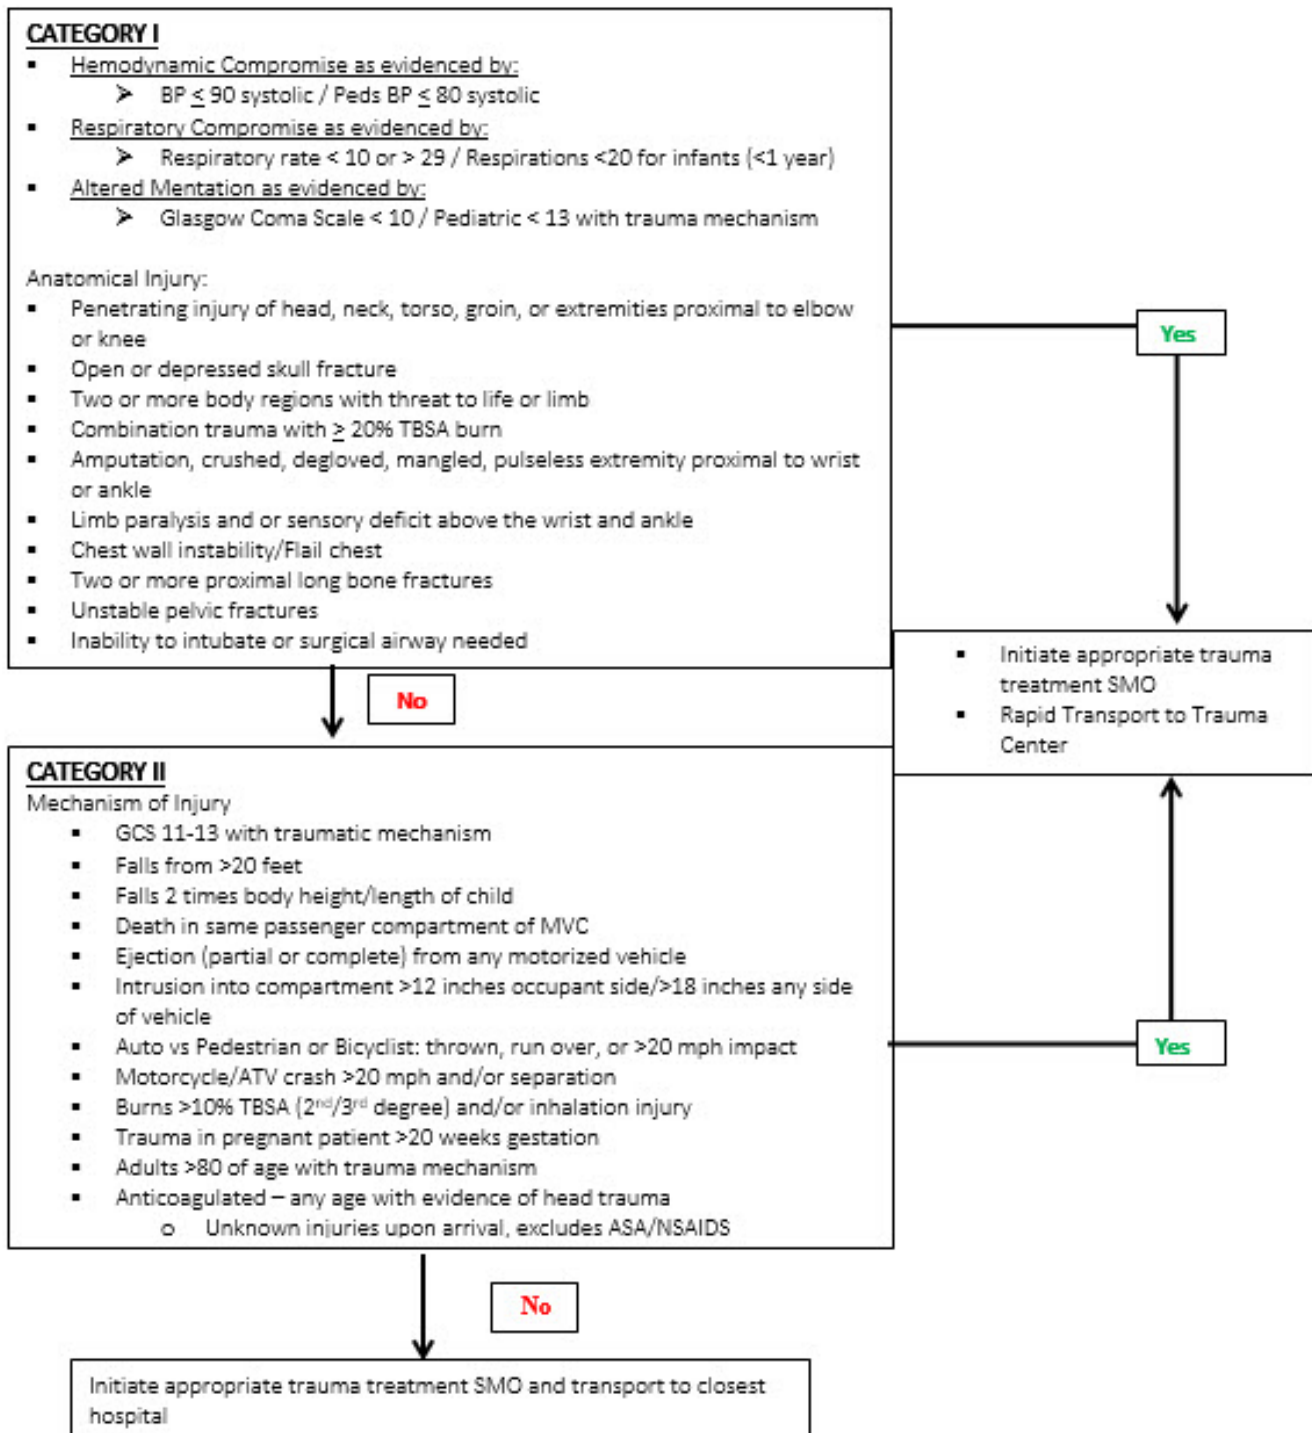 CATEGORY I
▪ Hemodynamic Compromise as evidenced by:
➤ BP ≤ 90 systolic / Peds BP ≤ 80 systolic
▪ Respiratory Compromise as evidenced by:
➤ Respiratory rate < 10 or > 29 / Respirations <20 for infants (<1 year)
▪ Altered Mentation as evidenced by:
➤ Glasgow Coma Scale < 10 / Pediatric < 13 with trauma mechanism
Anatomical Injury:
▪ Penetrating injury of head, neck, torso, groin, or extremities proximal to elbow
or knee
▪ Open or depressed skull fracture
▪ Two or more body regions with threat to life or limb
▪ Combination trauma with ≥ 20% TBSA burn
▪ Amputation, crushed, degloved, mangled, pulseless extremity proximal to wrist
or ankle
▪ Limb paralysis and or sensory deficit above the wrist and ankle
▪ Chest wall instability/Flail chest
▪ Two or more proximal long bone fractures
▪ Unstable pelvic fractures
▪ Inability to intubate or surgical airway needed
Yes
▪ Initiate appropriate trauma
treatment SMO
▪ Rapid Transport to Trauma
Center
No
CATEGORY II
Mechanism of Injury
▪ GCS 11-13 with traumatic mechanism
▪ Falls from >20 feet
▪ Falls 2 times body height/length of child
▪ Death in same passenger compartment of MVC
▪ Ejection (partial or complete) from any motorized vehicle
▪ Intrusion into compartment >12 inches occupant side/>18 inches any side
of vehicle
▪ Auto vs Pedestrian or Bicyclist: thrown, run over, or >20 mph impact
▪ Motorcycle/ATV crash >20 mph and/or separation
▪ Burns >10% TBSA (2nd/3rd degree) and/or inhalation injury
▪ Trauma in pregnant patient >20 weeks gestation
▪ Adults >80 of age with trauma mechanism
▪ Anticoagulated – any age with evidence of head trauma
o Unknown injuries upon arrival, excludes ASA/NSAIDS
Yes
No
Initiate appropriate trauma treatment SMO and transport to closest
hospital